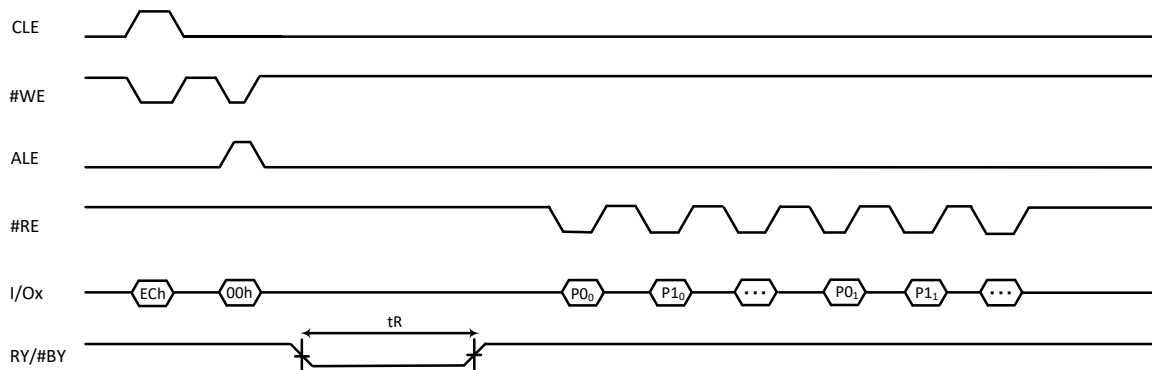 CLE
#WE
ALE
#RE
I/Ox ECh 00h P0₀ P1₀ ... P0₁ P1₁ ...
tR
RY/#BY